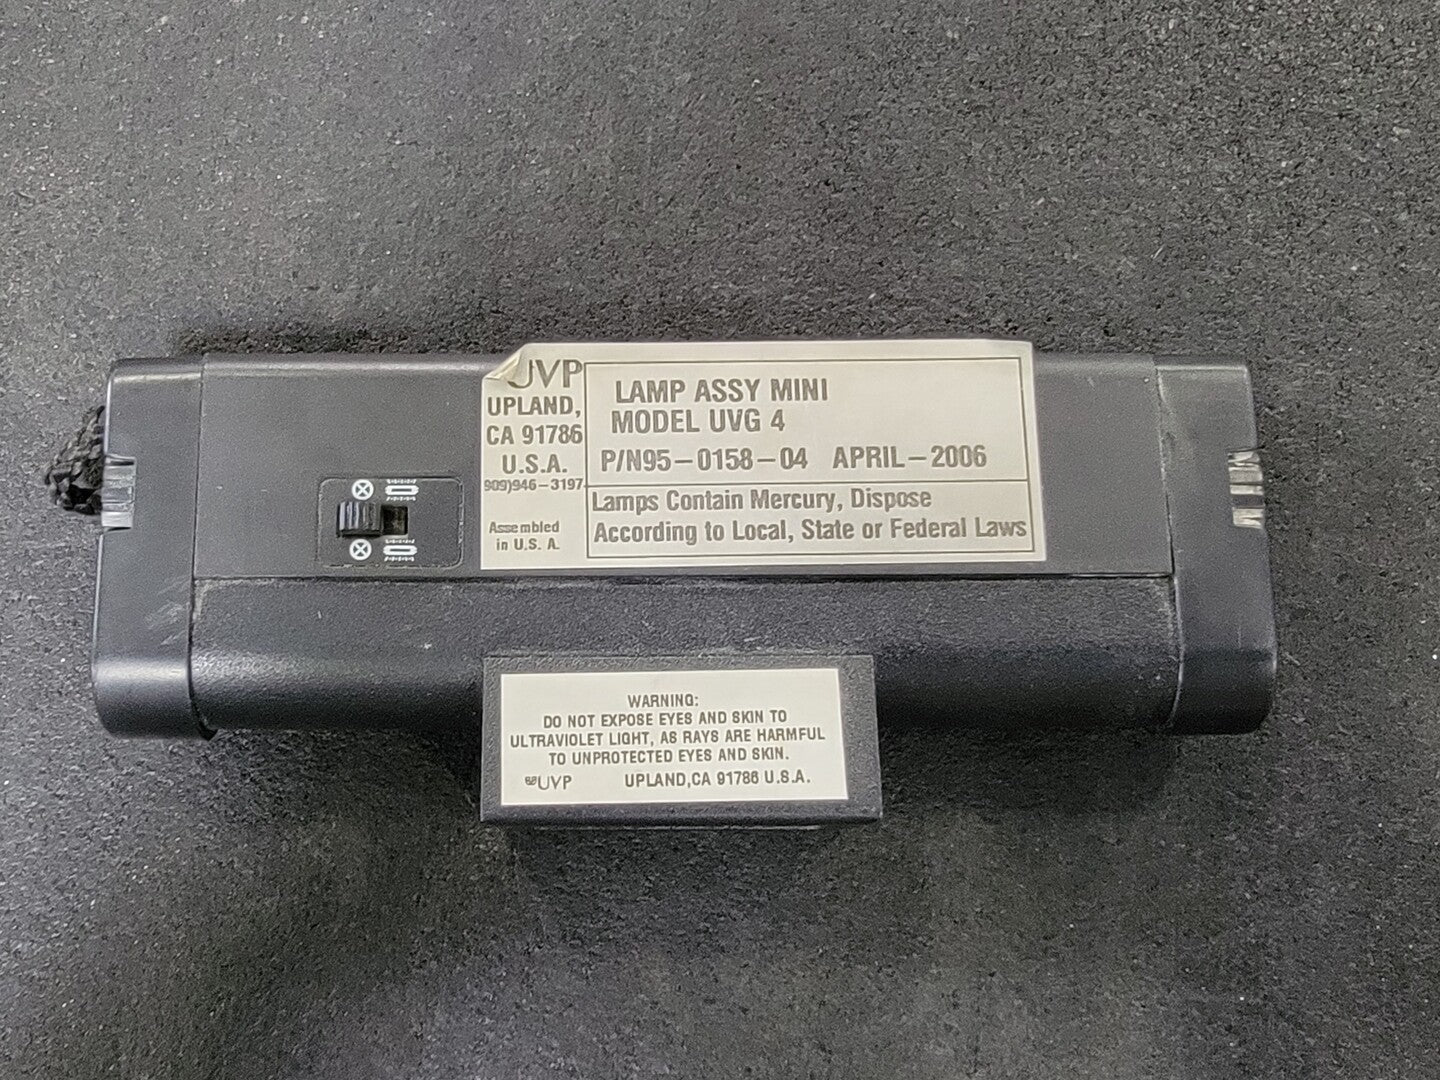 UVP
UPLAND,
CA 91786
U.S.A.
909)946-3197
Assembled
in U.S. A.
LAMP ASSY MINI
MODEL UVG 4
P/N95-0158-04 APRIL-2006
Lamps Contain Mercury, Dispose
According to Local, State or Federal Laws
WARNING:
DO NOT EXPOSE EYES AND SKIN TO
ULTRAVIOLET LIGHT, AS RAYS ARE HARMFUL
TO UNPROTECTED EYES AND SKIN.
UVP UPLAND,CA 91786 U.S.A.